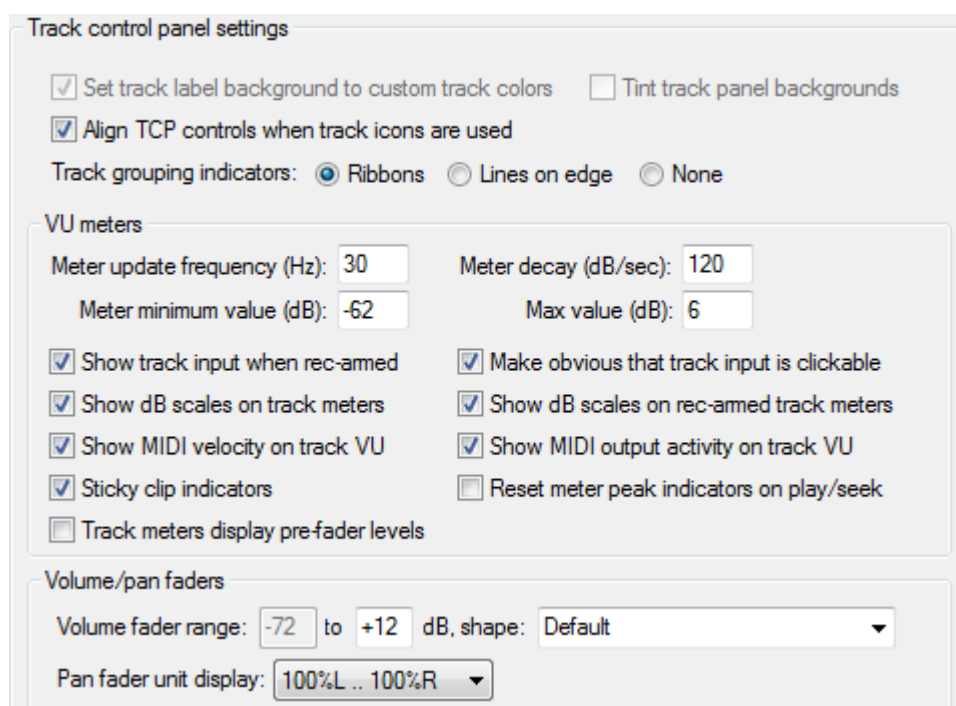 Track control panel settings
Set track label background to custom track colors Tint track panel backgrounds
Align TCP controls when track icons are used
Track grouping indicators: Ribbons Lines on edge None
VU meters
Meter update frequency (Hz): 30 Meter decay (dB/sec): 120
Meter minimum value (dB): -62 Max value (dB): 6
Show track input when rec-armed Make obvious that track input is clickable
Show dB scales on track meters Show dB scales on rec-armed track meters
Show MIDI velocity on track VU Show MIDI output activity on track VU
Sticky clip indicators Reset meter peak indicators on play/seek
Track meters display pre-fader levels
Volume/pan faders
Volume fader range: -72 to +12 dB, shape: Default
Pan fader unit display: 100%L .. 100%R